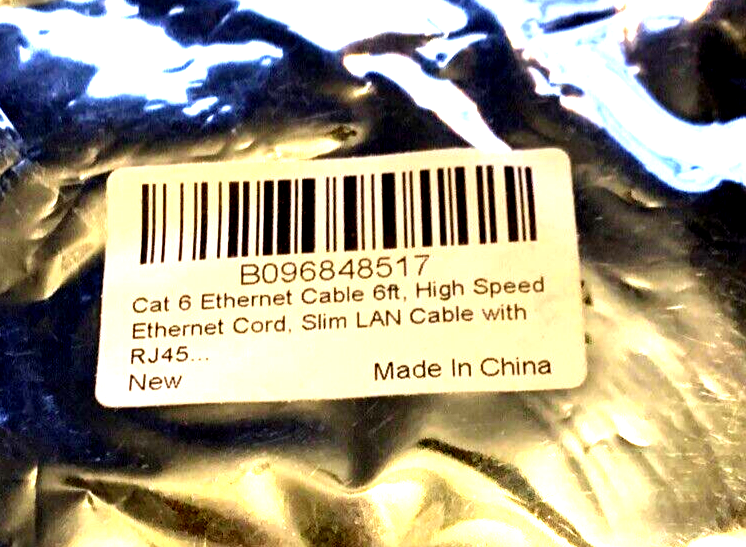 B096848517
Cat 6 Ethernet Cable 6ft, High Speed
Ethernet Cord, Slim LAN Cable with
RJ45...
New Made In China